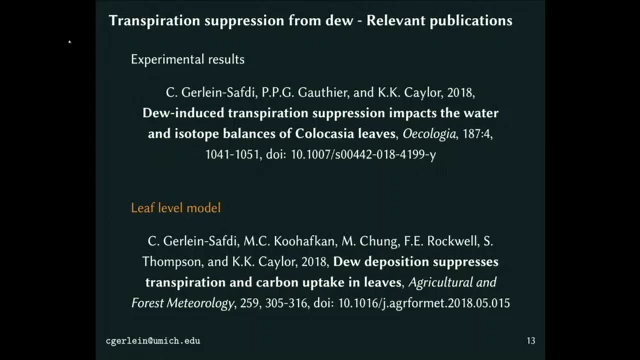 Transpiration suppression from dew - Relevant publications
Experimental results
C. Gerlein-Safdi, P.P.G. Gauthier, and K.K. Caylor, 2018,
Dew-induced transpiration suppression impacts the water
and isotope balances of Colocasia leaves, Oecologia, 187:4,
1041-1051, doi: 10.1007/s00442-018-4199-y
Leaf level model
C. Gerlein-Safdi, M.C. Koohafkan, M. Chung, F.E. Rockwell, S.
Thompson, and K.K. Caylor, 2018, Dew deposition suppresses
transpiration and carbon uptake in leaves, Agricultural and
Forest Meteorology, 259, 305-316, doi: 10.1016/j.agrformet.2018.05.015
cgerlein@umich.edu
13